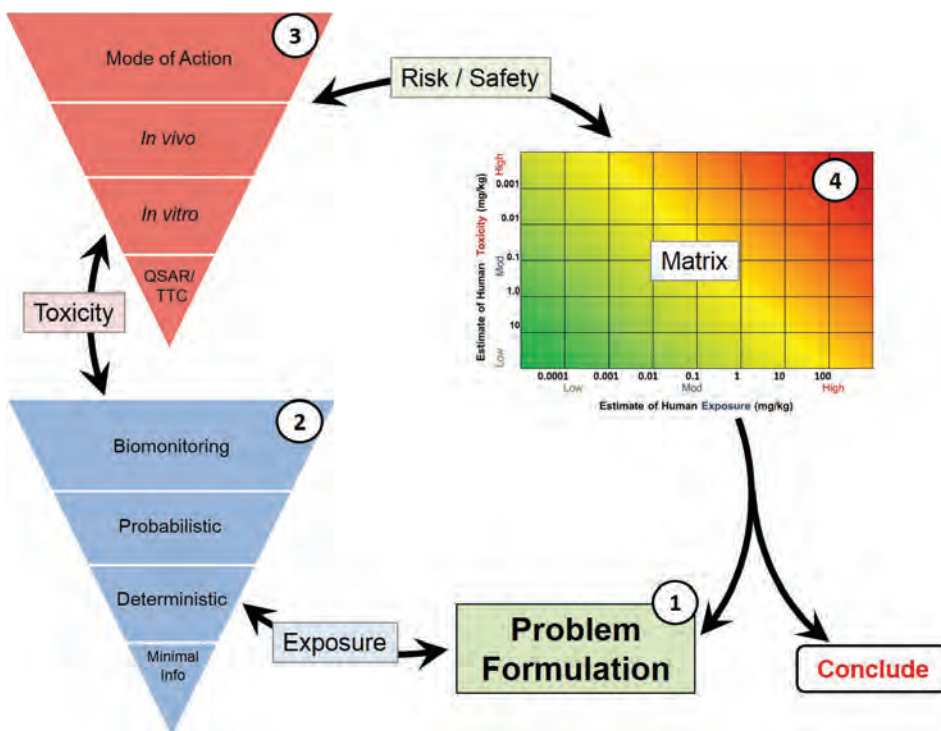 3
Mode of Action
In vivo
In vitro
QSAR/
TTC
Risk / Safety
Toxicity
4
Matrix
Estimate of Human Toxicity (mg/kg)
High
Mod
Low
0.001
0.01
0.1
1.0
10
0.0001 0.001 0.01 0.1 1 10 100
Low Mod High
Estimate of Human Exposure (mg/kg)
2
Biomonitoring
Probabilistic
Deterministic
Minimal
Info
Exposure
1
Problem
Formulation
Conclude